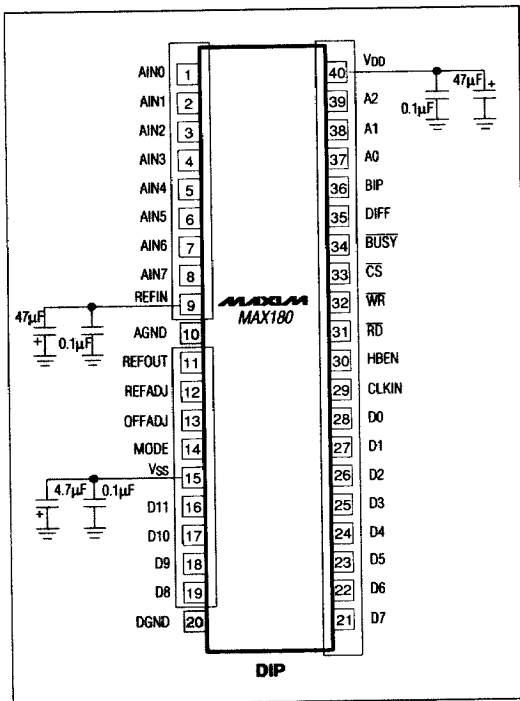 AIN0 1
AIN1 2
AIN2 3
AIN3 4
AIN4 5
AIN5 6
AIN6 7
AIN7 8
REFIN 9
47µF + 0.1µF
AGND 10
REFOUT 11
REFADJ 12
OFFADJ 13
MODE 14
VSS 15
4.7µF + 0.1µF
D11 16
D10 17
D9 18
D8 19
DGND 20
MAXIM
MAX180
40 VDD
0.1µF 47µF +
39 A2
38 A1
37 A0
36 BIP
35 DIFF
34 BUSY
33 CS
32 WR
31 RD
30 HBEN
29 CLKIN
28 D0
27 D1
26 D2
25 D3
24 D4
23 D5
22 D6
21 D7
DIP